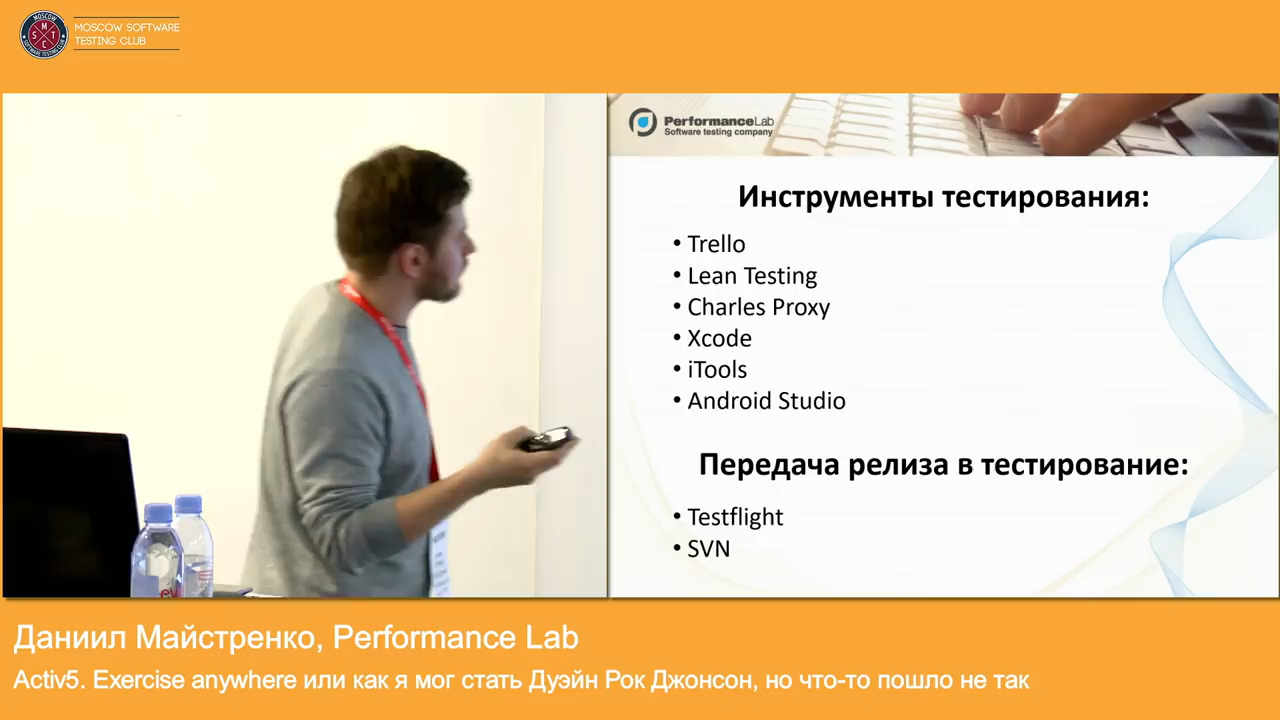 MOSCOW SOFTWARE
TESTING CLUB
PerformanceLab
Software testing company
Инструменты тестирования:
• Trello
• Lean Testing
• Charles Proxy
• Xcode
• iTools
• Android Studio
Передача релиза в тестирование:
• Testflight
• SVN
Даниил Майстренко, Performance Lab
Activ5. Exercise anywhere или как я мог стать Дуэйн Рок Джонсон, но что-то пошло не так